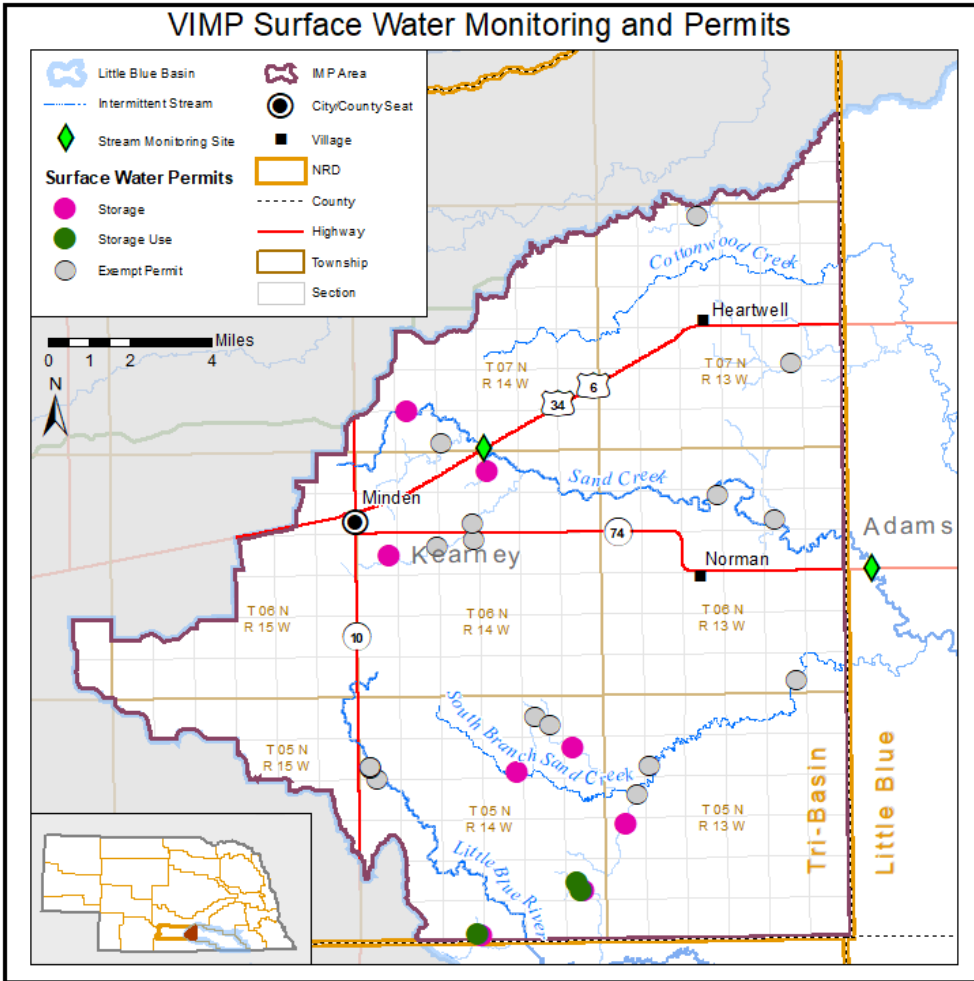 VIMP Surface Water Monitoring and Permits
Little Blue Basin
Intermittent Stream
Stream Monitoring Site
Surface Water Permits
Storage
Storage Use
Exempt Permit
IMP Area
City/County Seat
Village
NRD
County
Highway
Township
Section
Miles
0 1 2 4
N
Cottonwood Creek
Heartwell
T 07 N
R 14 W
T 07 N
R 13 W
6
34
Sand Creek
Minden
Adams
74
Kearney
Norman
T 06 N
R 15 W
T 06 N
R 14 W
T 06 N
R 13 W
10
South Branch Sand Creek
T 05 N
R 15 W
T 05 N
R 14 W
T 05 N
R 13 W
Tri-Basin
Little Blue
Little Blue River